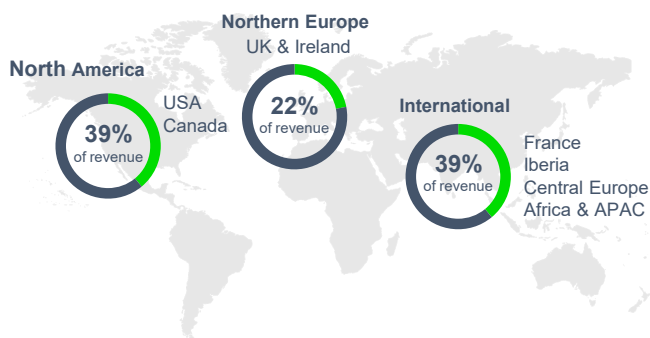 Northern Europe
UK & Ireland
22%
of revenue
North America
USA
Canada
39%
of revenue
International
39%
of revenue
France
Iberia
Central Europe
Africa & APAC